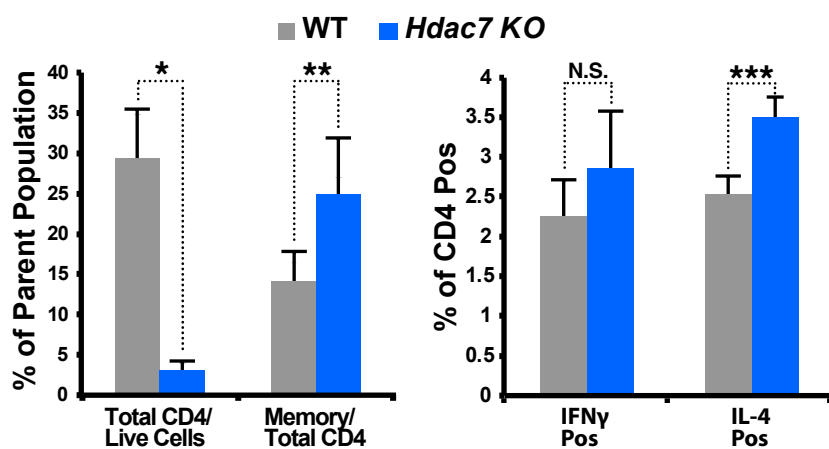 WT Hdac7 KO
% of Parent Population
40
35
30
25
20
15
10
5
0
*
**
Total CD4/
Live Cells
Memory/
Total CD4
% of CD4 Pos
4
3.5
3
2.5
2
1.5
1
0.5
0
N.S.
***
IFNγ
Pos
IL-4
Pos